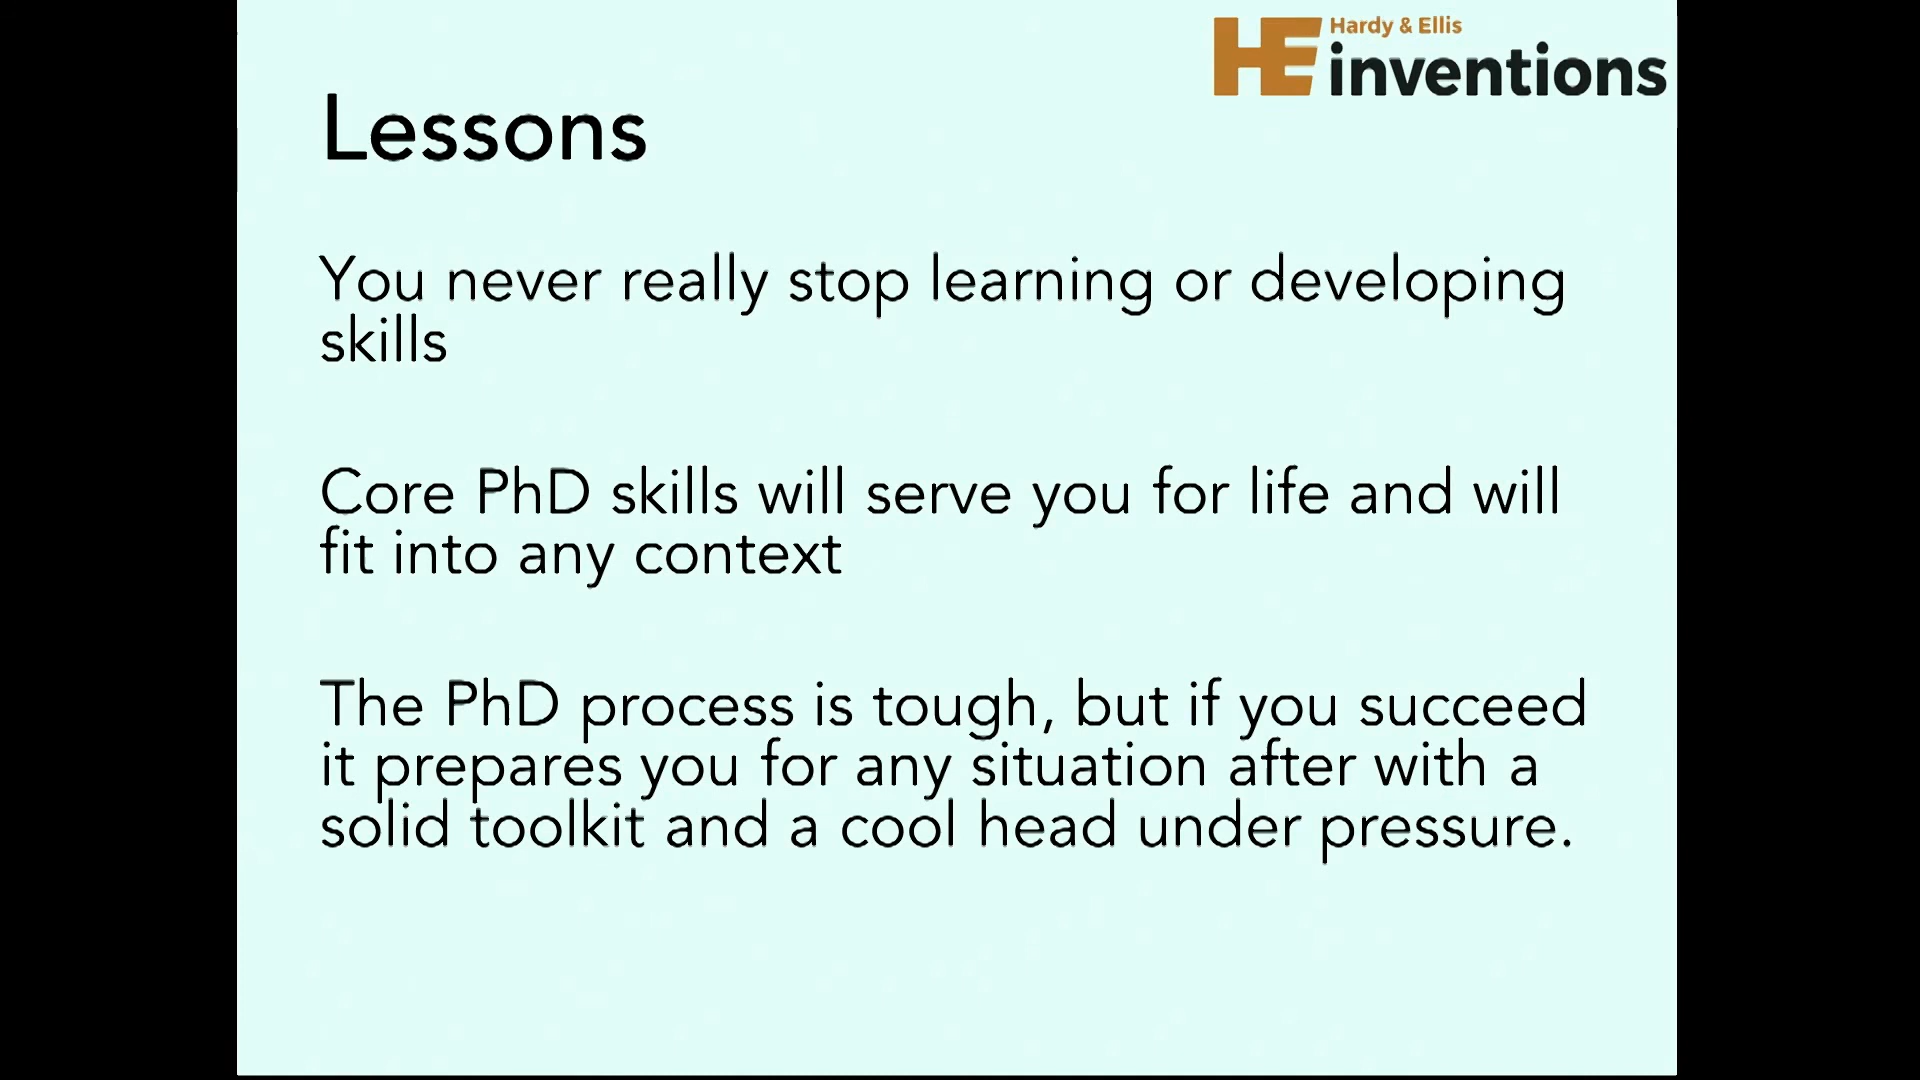 Hardy & Ellis
HE inventions
Lessons
You never really stop learning or developing
skills
Core PhD skills will serve you for life and will
fit into any context
The PhD process is tough, but if you succeed
it prepares you for any situation after with a
solid toolkit and a cool head under pressure.